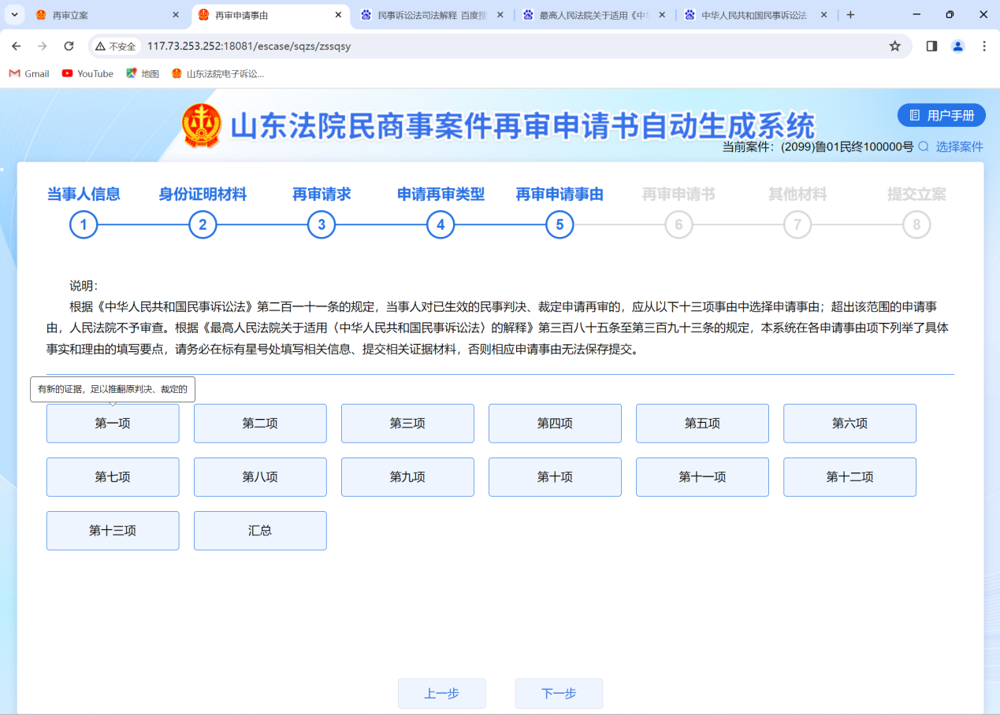 再审立案
再审申请事由
民事诉讼法司法解释 百度搜
最高人民法院关于适用《中华
中华人民共和国民事诉讼法
不安全
117.73.253.252:18081/escase/sqzs/zssqsy
Gmail
YouTube
地图
山东法院电子诉讼...
山东法院民商事案件再审申请书自动生成系统
用户手册
当前案件：(2099)鲁01民终100000号 选择案件
当事人信息
身份证明材料
再审请求
申请再审类型
再审申请事由
再审申请书
其他材料
提交立案
1
2
3
4
5
6
7
8
说明：
根据《中华人民共和国民事诉讼法》第二百一十一条的规定，当事人对已生效的民事判决、裁定申请再审的，应从以下十三项事由中选择申请事由；超出该范围的申请事
由，人民法院不予审查。根据《最高人民法院关于适用〈中华人民共和国民事诉讼法〉的解释》第三百八十五条至第三百九十三条的规定，本系统在各申请事由项下列举了具体
事实和理由的填写要点，请务必在标有星号处填写相关信息、提交相关证据材料，否则相应申请事由无法保存提交。
有新的证据，足以推翻原判决、裁定的
第一项
第二项
第三项
第四项
第五项
第六项
第七项
第八项
第九项
第十项
第十一项
第十二项
第十三项
汇总
上一步
下一步